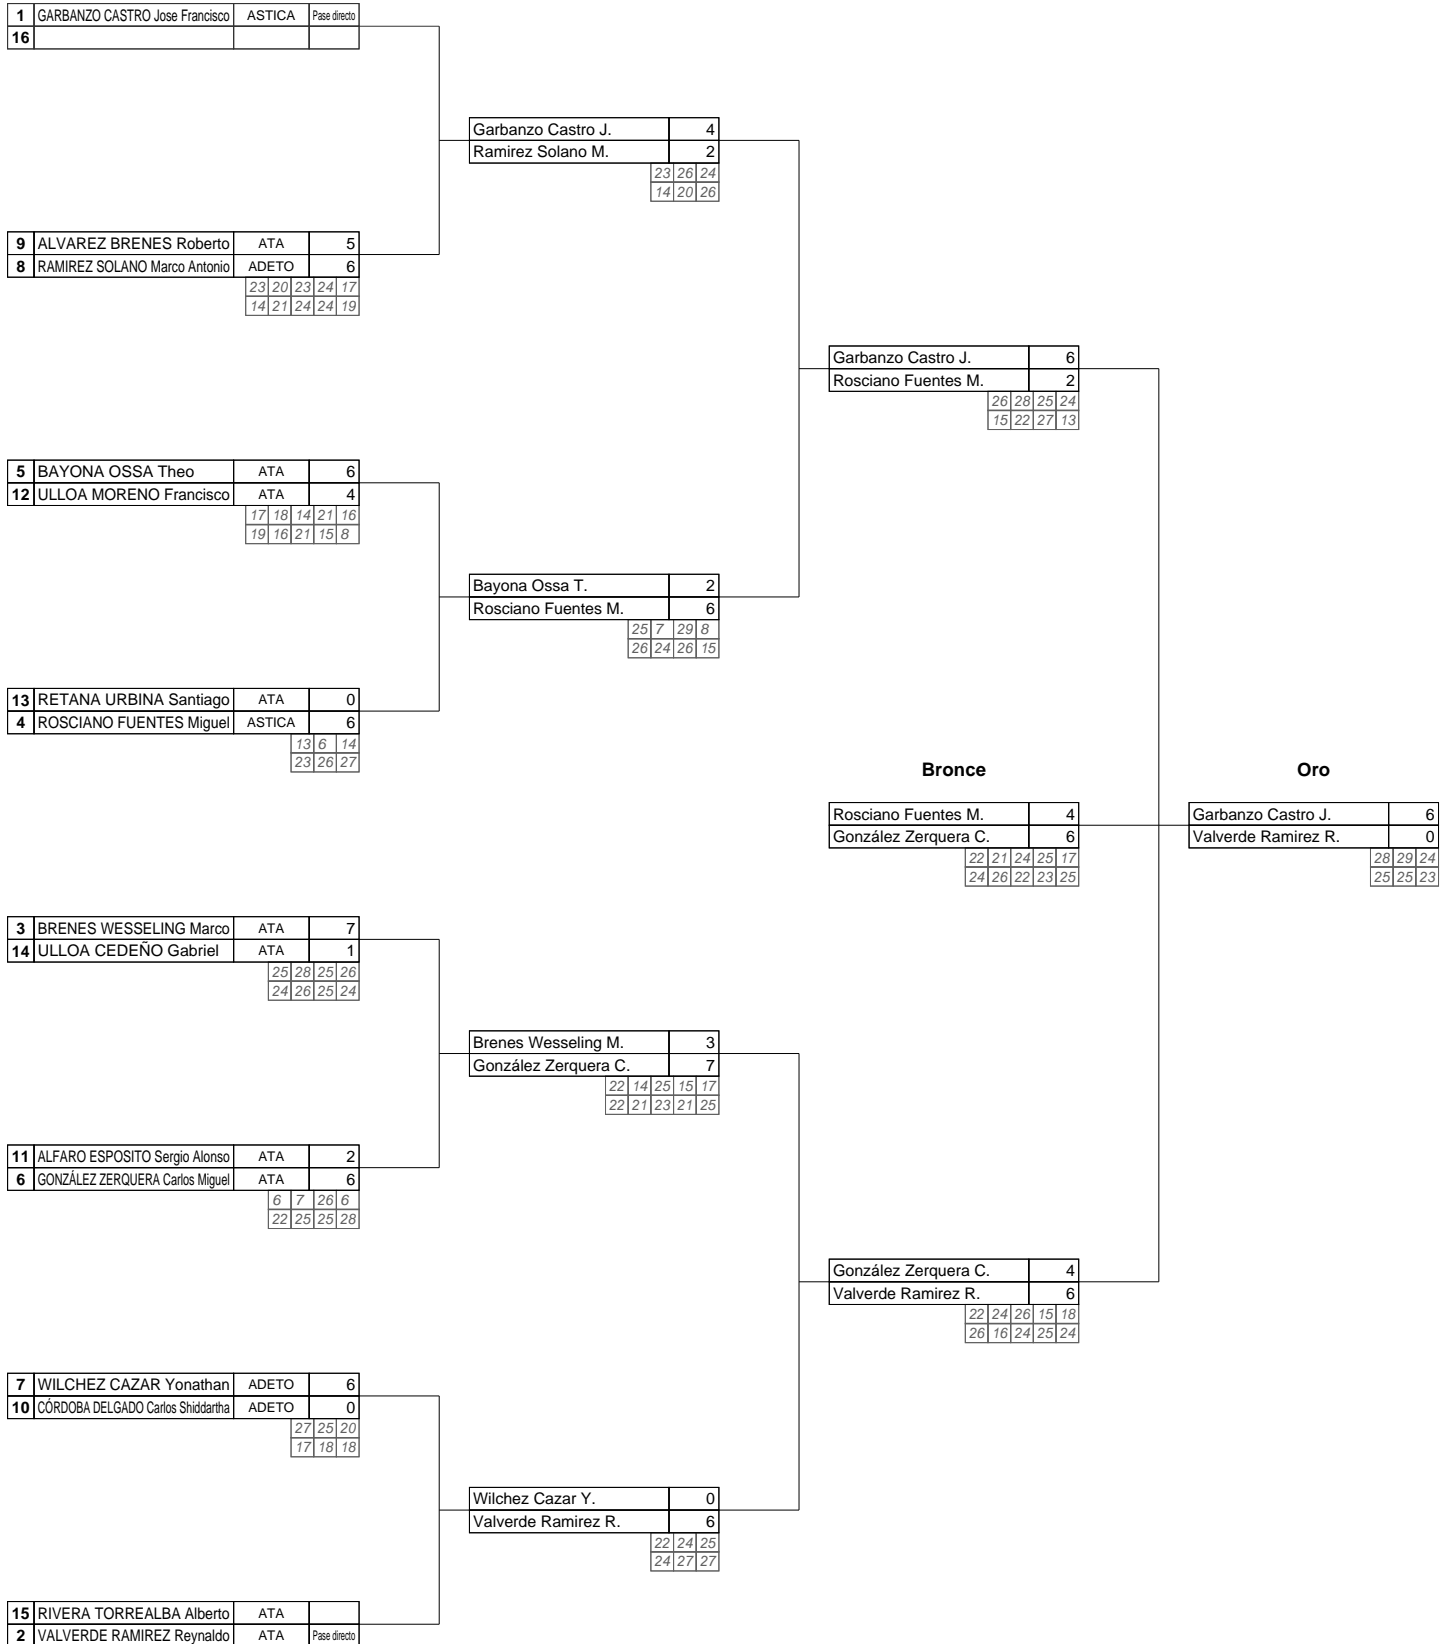 1 GARBANZO CASTRO Jose Francisco ASTICA Pase directo
16
Garbanzo Castro J. 4
Ramirez Solano M. 2
23 26 24
14 20 26
9 ALVAREZ BRENES Roberto ATA 5
8 RAMIREZ SOLANO Marco Antonio ADETO 6
23 20 23 24 17
14 21 24 24 19
Garbanzo Castro J. 6
Rosciano Fuentes M. 2
26 28 25 24
15 22 27 13
5 BAYONA OSSA Theo ATA 6
12 ULLOA MORENO Francisco ATA 4
17 18 14 21 16
19 16 21 15 8
Bayona Ossa T. 2
Rosciano Fuentes M. 6
25 7 29 8
26 24 26 15
13 RETANA URBINA Santiago ATA 0
4 ROSCIANO FUENTES Miguel ASTICA 6
13 6 14
23 26 27
Bronce Oro
Rosciano Fuentes M. 4 Garbanzo Castro J. 6
González Zerquera C. 6 Valverde Ramirez R. 0
22 21 24 25 17 28 29 24
24 26 22 23 25 25 25 23
3 BRENES WESSELING Marco ATA 7
14 ULLOA CEDEÑO Gabriel ATA 1
25 28 25 26
24 26 25 24
Brenes Wesseling M. 3
González Zerquera C. 7
22 14 25 15 17
22 21 23 21 25
11 ALFARO ESPOSITO Sergio Alonso ATA 2
6 GONZÁLEZ ZERQUERA Carlos Miguel ATA 6
6 7 26 6
22 25 25 28
González Zerquera C. 4
Valverde Ramirez R. 6
22 24 26 15 18
26 16 24 25 24
7 WILCHEZ CAZAR Yonathan ADETO 6
10 CÓRDOBA DELGADO Carlos Shiddartha ADETO 0
27 25 20
17 18 18
Wilchez Cazar Y. 0
Valverde Ramirez R. 6
22 24 25
24 27 27
15 RIVERA TORREALBA Alberto ATA
2 VALVERDE RAMIREZ Reynaldo ATA Pase directo